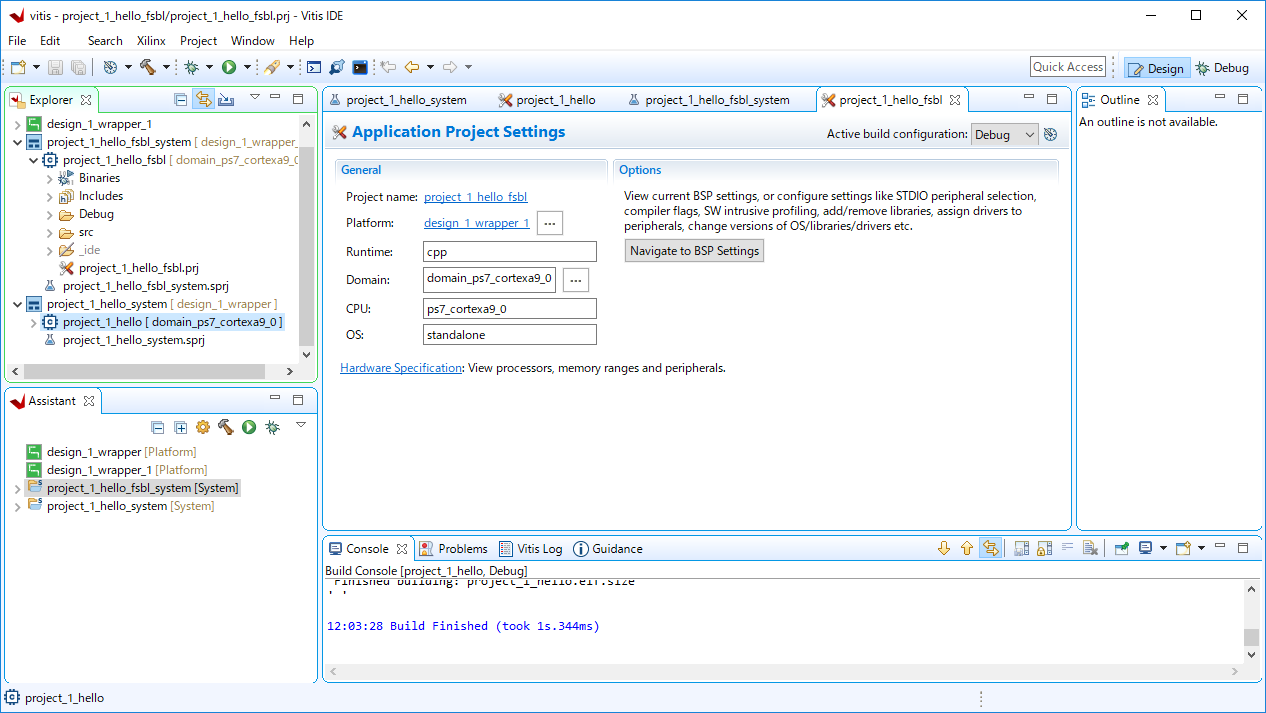 vitis - project_1_hello_fsbl/project_1_hello_fsbl.prj - Vitis IDE
File Edit Search Xilinx Project Window Help
Quick Access
Design
Debug
Explorer
design_1_wrapper_1
project_1_hello_fsbl_system [ design_1_wrapper_
project_1_hello_fsbl [ domain_ps7_cortexa9_0
Binaries
Includes
Debug
src
_ide
project_1_hello_fsbl.prj
project_1_hello_fsbl_system.sprj
project_1_hello_system [ design_1_wrapper ]
project_1_hello [ domain_ps7_cortexa9_0 ]
project_1_hello_system.sprj
Assistant
design_1_wrapper [Platform]
design_1_wrapper_1 [Platform]
project_1_hello_fsbl_system [System]
project_1_hello_system [System]
project_1_hello_system
project_1_hello
project_1_hello_fsbl_system
project_1_hello_fsbl
Application Project Settings
Active build configuration: Debug
General
Project name: project_1_hello_fsbl
Platform: design_1_wrapper_1 ...
Runtime: cpp
Domain: domain_ps7_cortexa9_0 ...
CPU: ps7_cortexa9_0
OS: standalone
Hardware Specification: View processors, memory ranges and peripherals.
Options
View current BSP settings, or configure settings like STDIO peripheral selection,
compiler flags, SW intrusive profiling, add/remove libraries, assign drivers to
peripherals, change versions of OS/libraries/drivers etc.
Navigate to BSP Settings
Outline
An outline is not available.
Console
Problems
Vitis Log
Guidance
Build Console [project_1_hello, Debug]
'Finished building: project_1_hello.elf.size
' '
12:03:28 Build Finished (took 1s.344ms)
project_1_hello